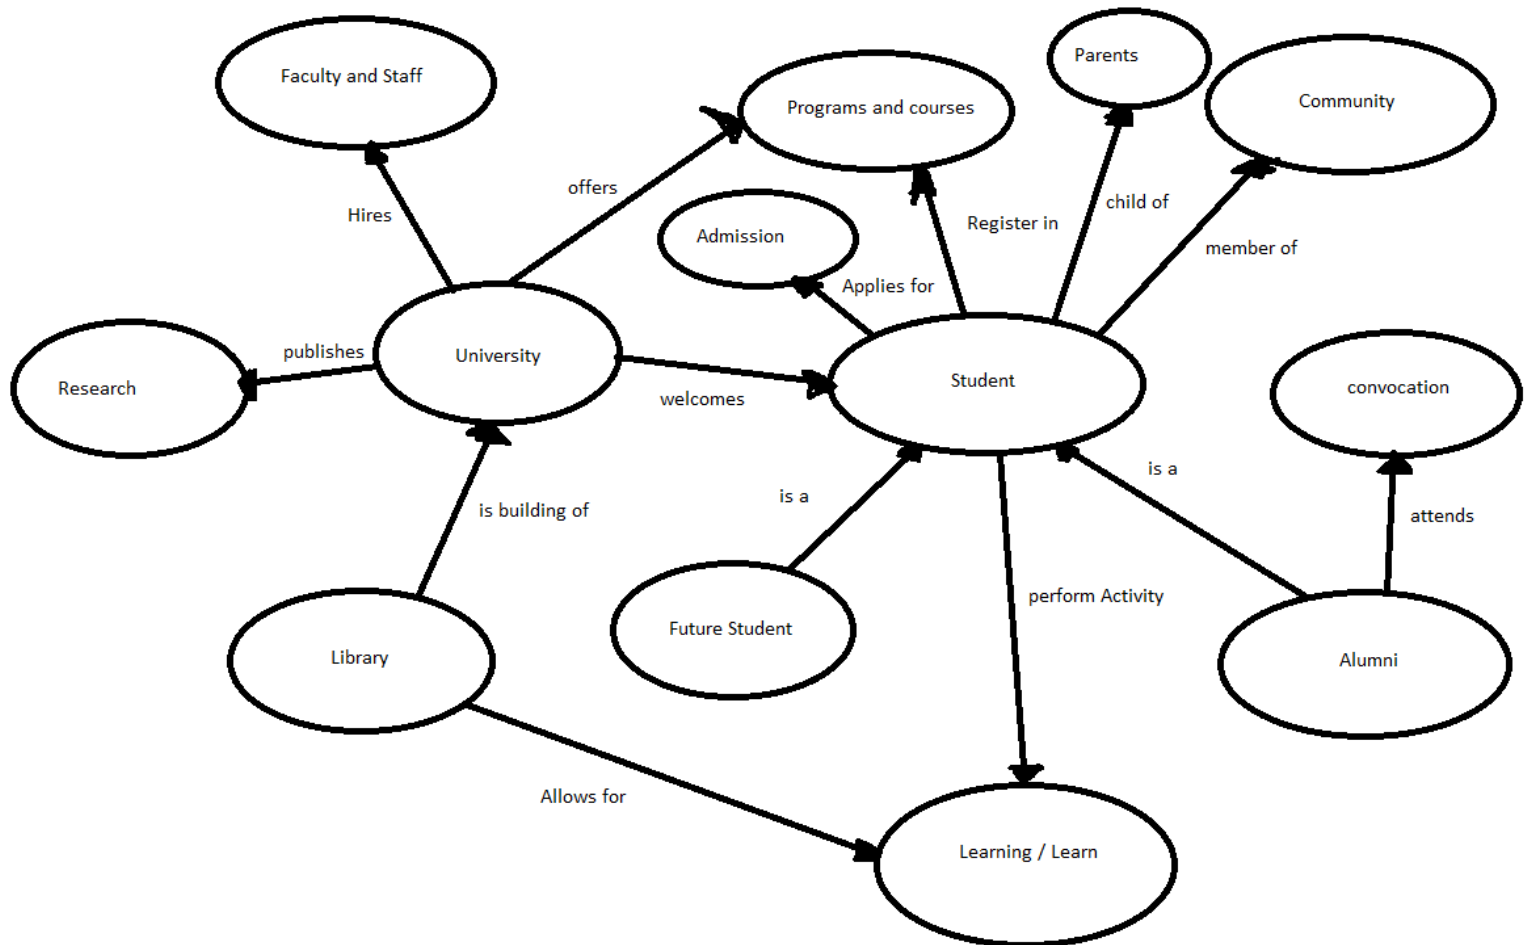 Parents
Faculty and Staff
Community
Programs and courses
offers
child of
Hires
Register in
Admission
member of
Applies for
publishes
University
Student
Research
welcomes
convocation
is a
is a
is building of
attends
perform Activity
Future Student
Library
Alumni
Allows for
Learning / Learn